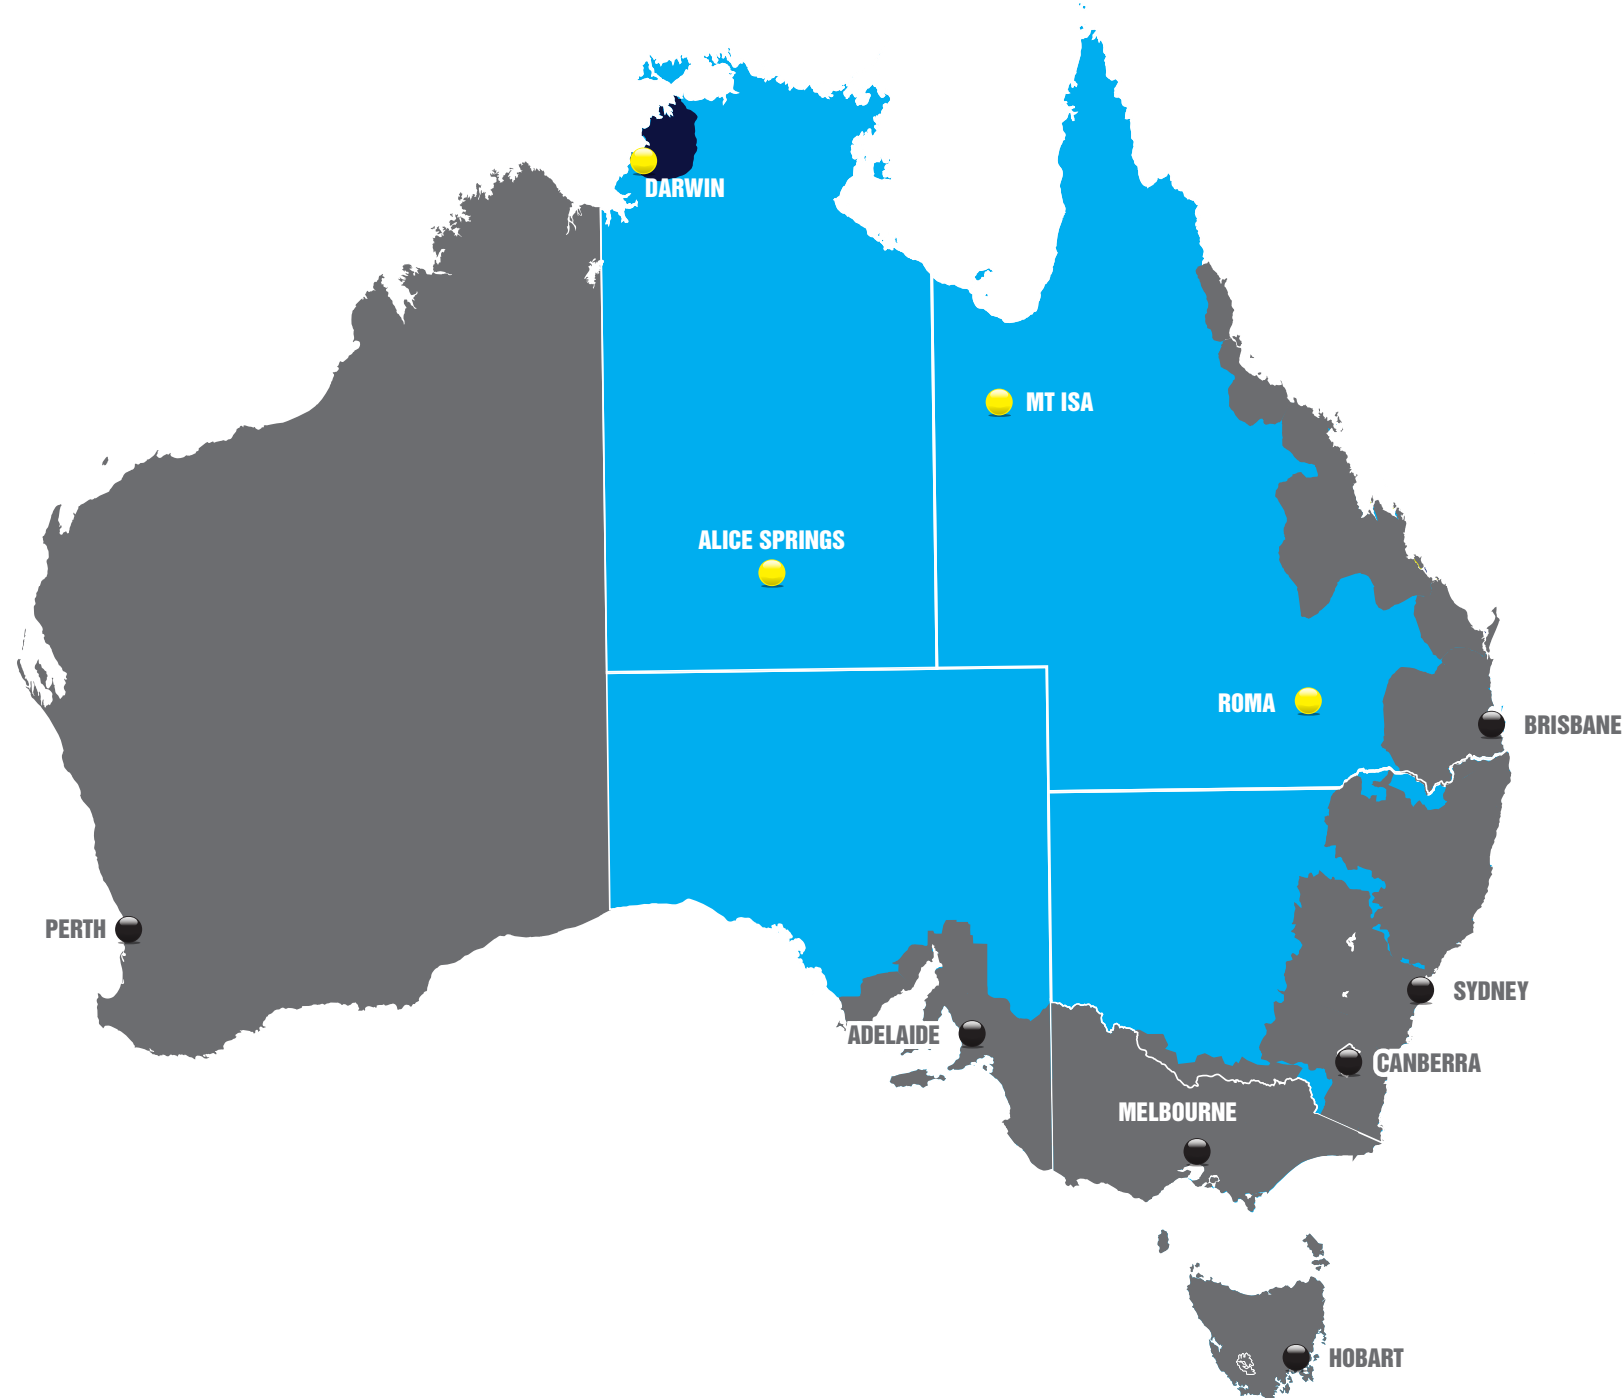 DARWIN
MT ISA
ALICE SPRINGS
ROMA
BRISBANE
PERTH
SYDNEY
ADELAIDE
CANBERRA
MELBOURNE
HOBART